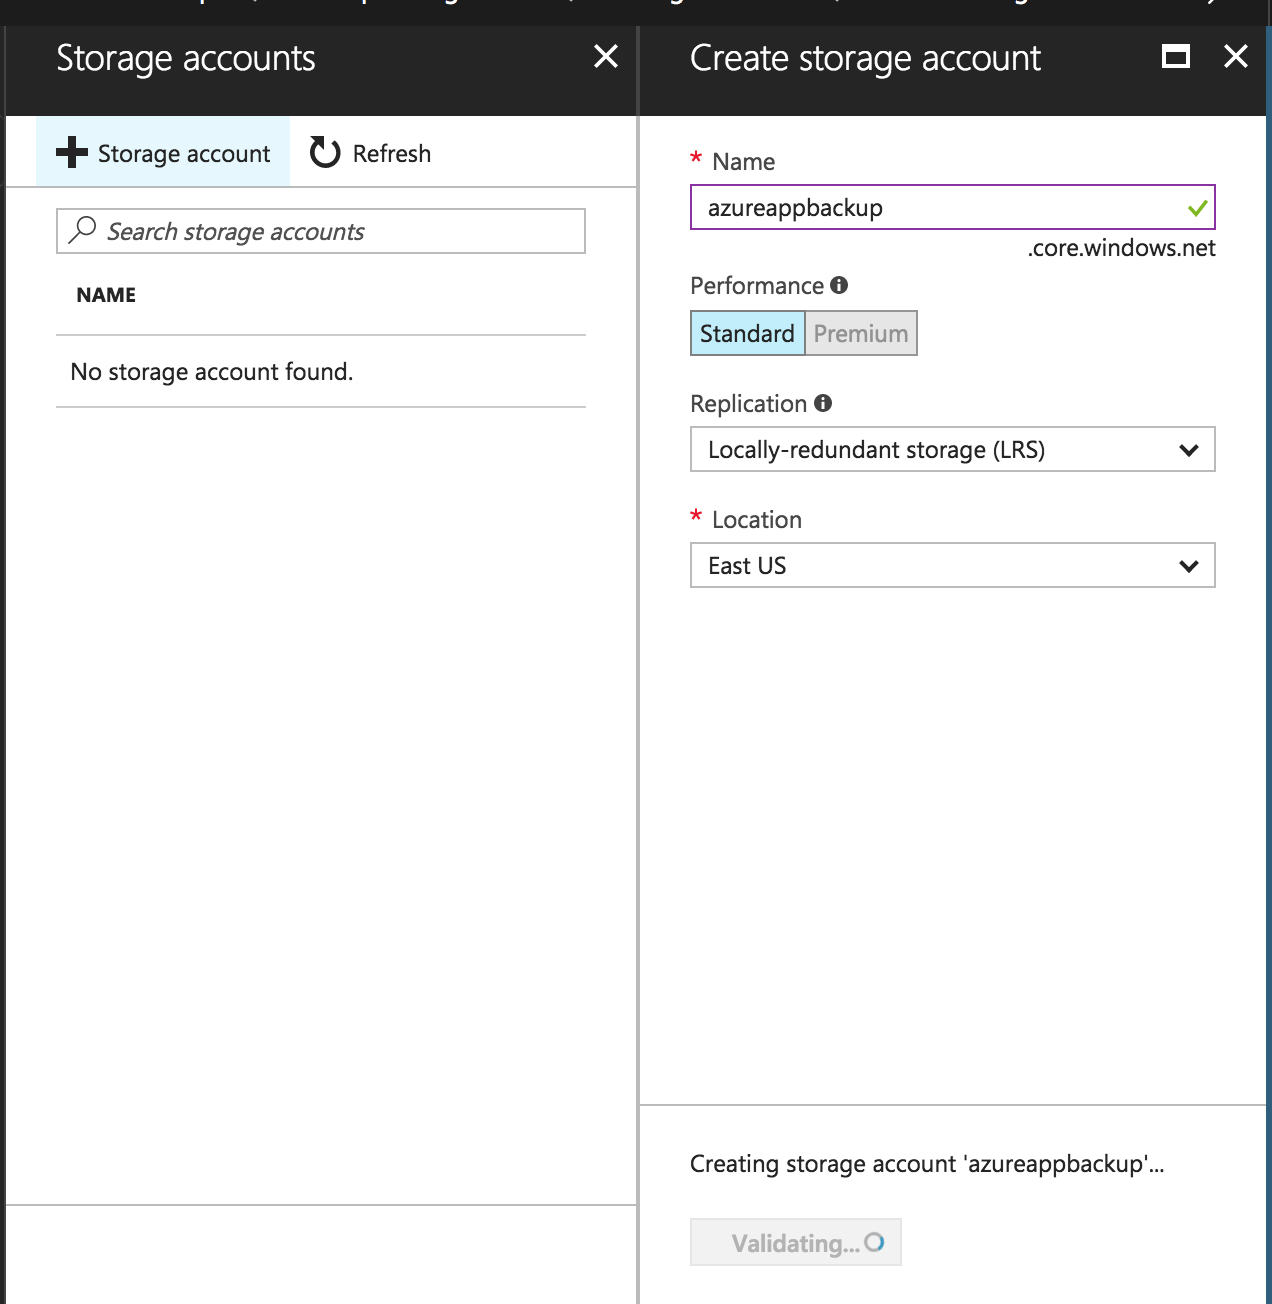 Storage accounts
Storage account
Refresh
Search storage accounts
NAME
No storage account found.
Create storage account
* Name
azureappbackup
.core.windows.net
Performance
Standard
Premium
Replication
Locally-redundant storage (LRS)
* Location
East US
Creating storage account 'azureappbackup'...
Validating...